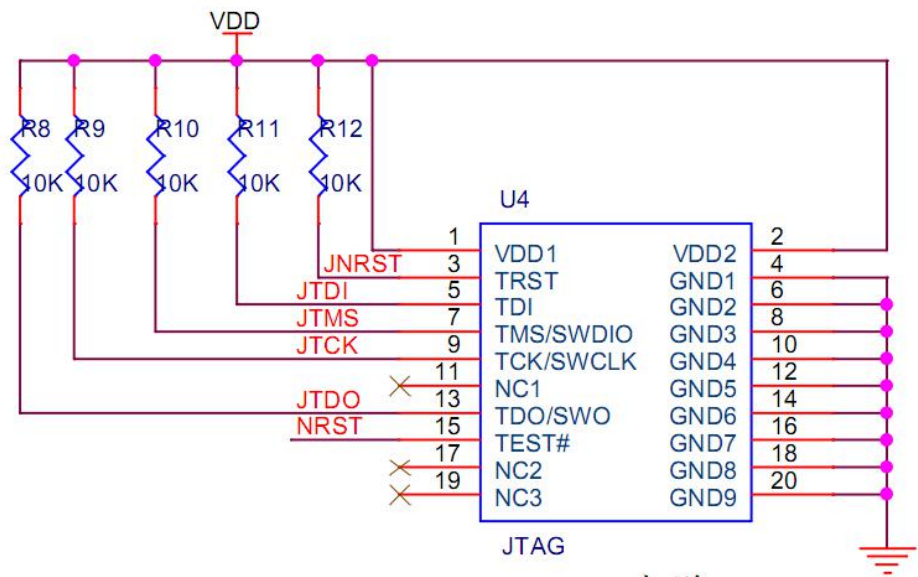 VDD
R8 R9 R10 R11 R12
10K 10K 10K 10K 10K
U4
1 VDD1 VDD2 2
JNRST 3 TRST GND1 4
JTDI 5 TDI GND2 6
JTMS 7 TMS/SWDIO GND3 8
JTCK 9 TCK/SWCLK GND4 10
11 NC1 GND5 12
JTDO 13 TDO/SWO GND6 14
NRST 15 TEST# GND7 16
17 NC2 GND8 18
19 NC3 GND9 20
JTAG